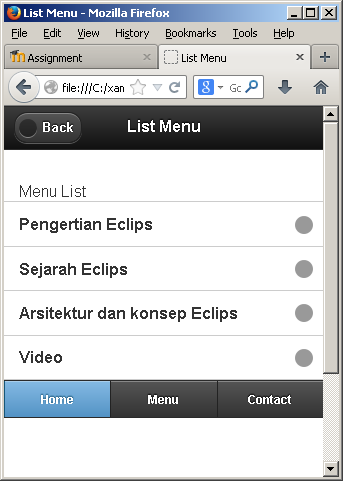 List Menu - Mozilla Firefox
File Edit View History Bookmarks Tools Help
Assignment
List Menu
file:///C:/xan
Gc
Back
List Menu
Menu List
Pengertian Eclips
Sejarah Eclips
Arsitektur dan konsep Eclips
Video
Home Menu Contact